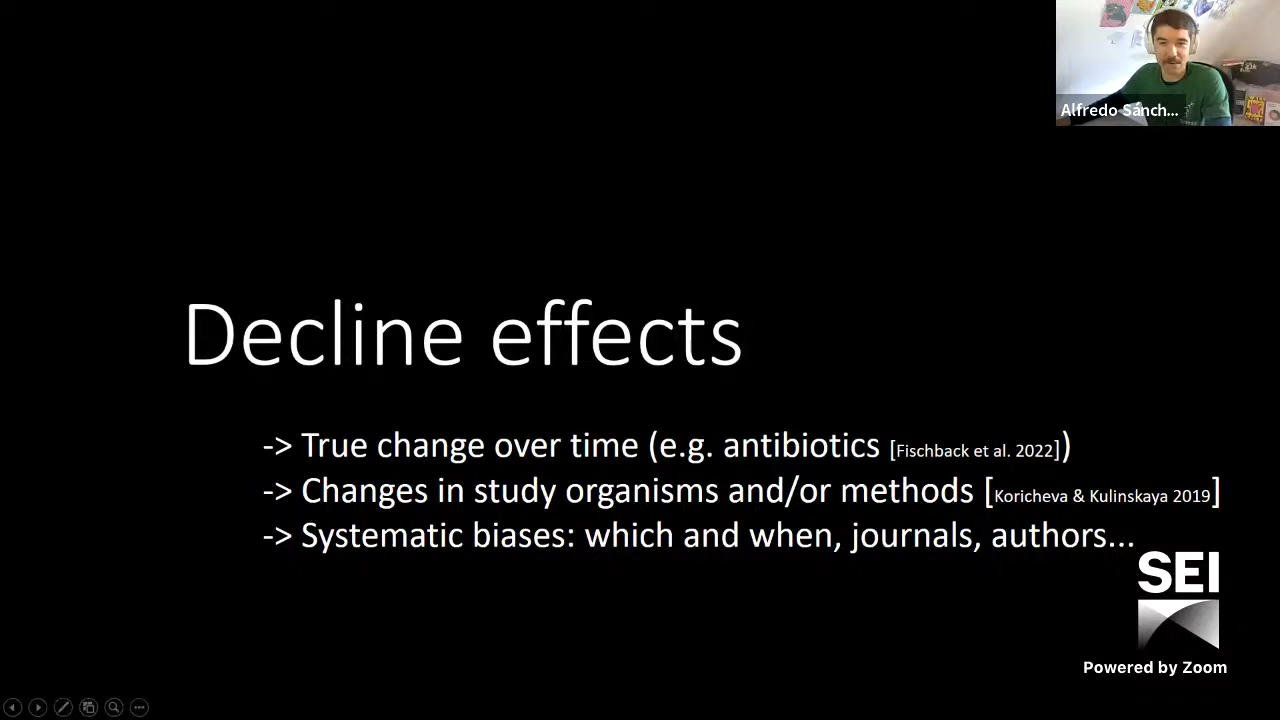 Alfredo Sánch...
Decline effects
-> True change over time (e.g. antibiotics [Fischback et al. 2022])
-> Changes in study organisms and/or methods [Koricheva & Kulinskaya 2019]
-> Systematic biases: which and when, journals, authors...
SEI
Powered by Zoom